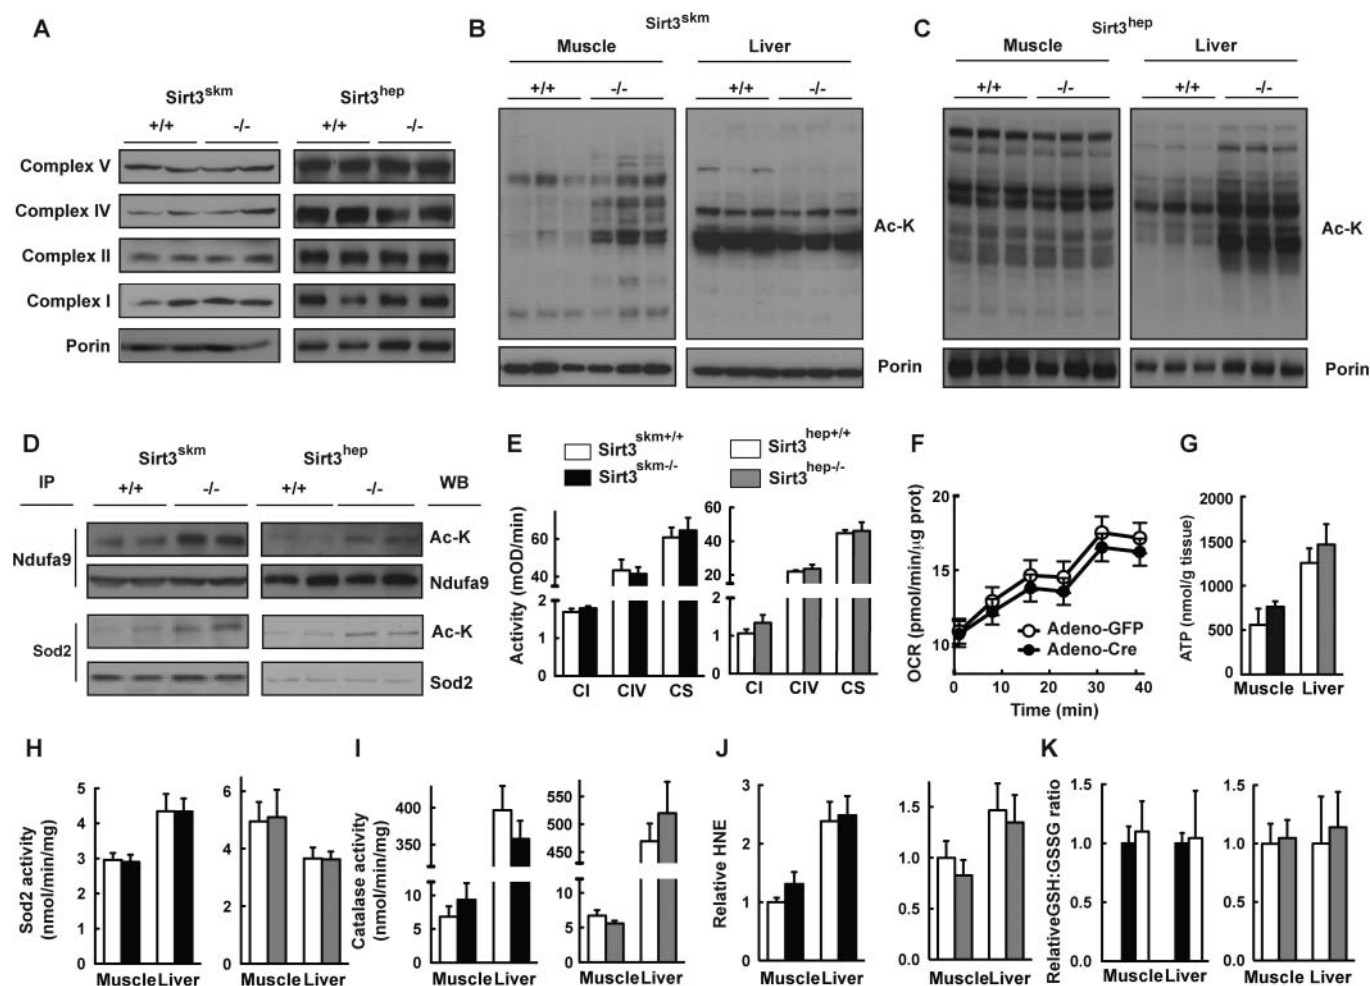 A
Sirt3skm
Sirt3hep
+/+
-/-
+/+
-/-
Complex V
Complex IV
Complex II
Complex I
Porin
B
Sirt3skm
Muscle
Liver
+/+
-/-
+/+
-/-
Ac-K
Porin
C
Sirt3hep
Muscle
Liver
+/+
-/-
+/+
-/-
Ac-K
Porin
D
Sirt3skm
Sirt3hep
IP
+/+
-/-
+/+
-/-
WB
Ndufa9
Ac-K
Ndufa9
Sod2
Ac-K
Sod2
E
Sirt3skm+/+
Sirt3skm-/-
Sirt3hep+/+
Sirt3hep-/-
Activity (mOD/min)
60
40
2
1
0
CI
CIV
CS
60
40
20
2
1
0
CI
CIV
CS
F
OCR (pmol/min/µg prot)
20
15
10
Adeno-GFP
Adeno-Cre
0
10
20
30
40
Time (min)
G
ATP (nmol/g tissue)
2000
1500
1000
500
0
Muscle
Liver
H
Sod2 activity
(nmol/min/mg)
5
4
3
2
1
0
Muscle Liver
6
4
2
0
Muscle Liver
I
Catalase activity
(nmol/min/mg)
400
350
10
5
0
Muscle Liver
550
500
450
10
5
0
Muscle Liver
J
Relative HNE
3
2
1
0
Muscle Liver
1.5
1.0
0.5
0.0
Muscle Liver
K
RelativeGSH:GSSG ratio
1.5
1.0
0.5
0.0
Muscle Liver
1.5
1.0
0.5
0.0
Muscle Liver